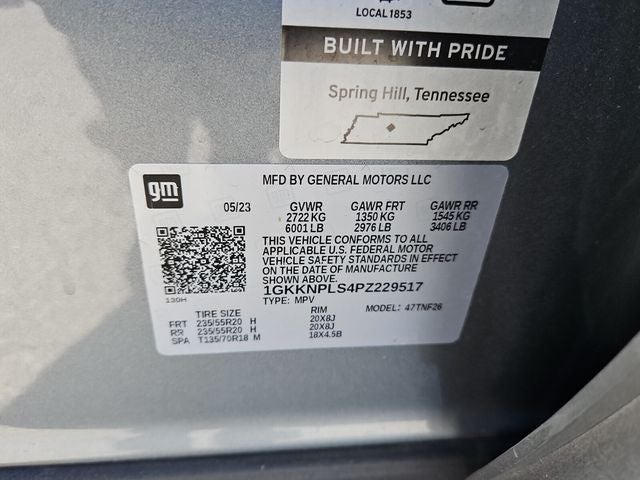 LOCAL 1853
BUILT WITH PRIDE
Spring Hill, Tennessee
gm
MFD BY GENERAL MOTORS LLC
05/23 GVWR GAWR FRT GAWR RR
2722 KG 1350 KG 1545 KG
6001 LB 2976 LB 3406 LB
THIS VEHICLE CONFORMS TO ALL
APPLICABLE U.S. FEDERAL MOTOR
VEHICLE SAFETY STANDARDS IN EFFECT
ON THE DATE OF MANUFACTURE
SHOWN ABOVE.
1GKKNPLS4PZ229517
130H
TYPE: MPV MODEL: 47TNF26
TIRE SIZE RIM
FRT 235/55R20 H 20X8J
RR 235/55R20 H 20X8J
SPA T135/70R18 M 18X4.5B